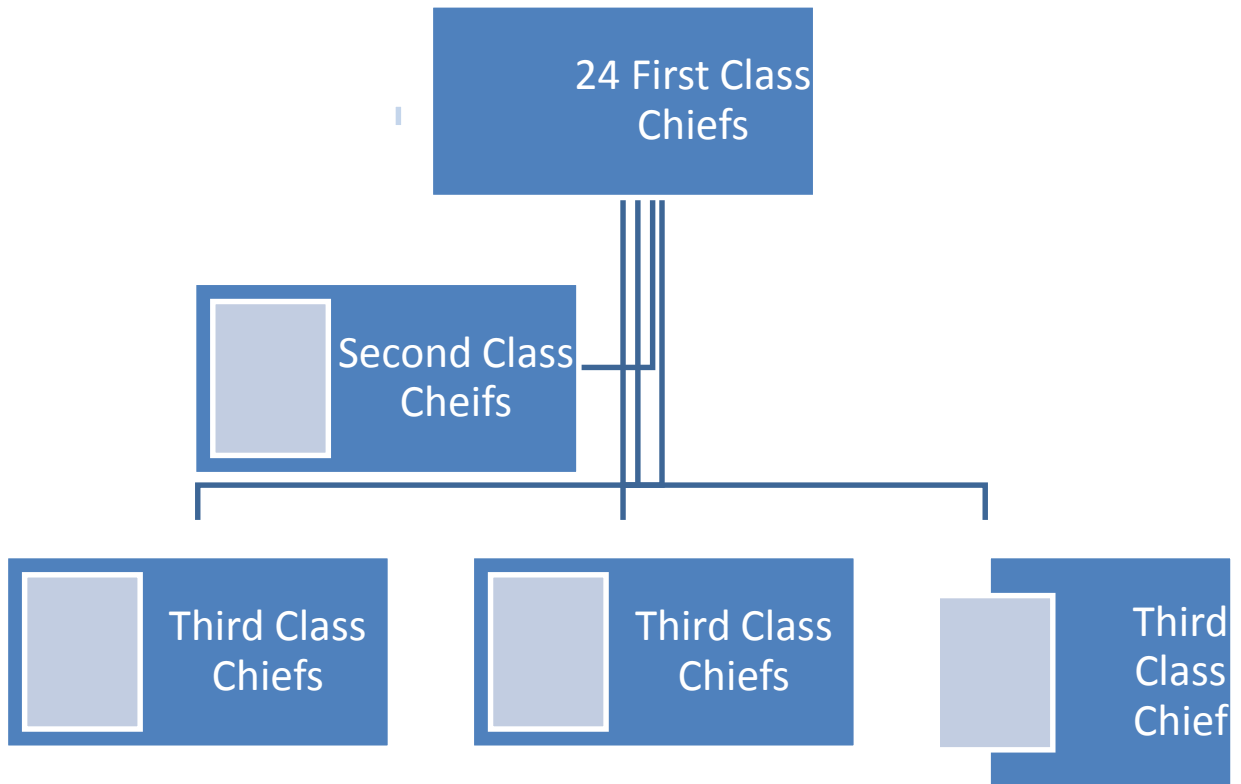 24 First Class
Chiefs
Second Class
Cheifs
Third Class
Chiefs
Third Class
Chiefs
Third
Class
Chief